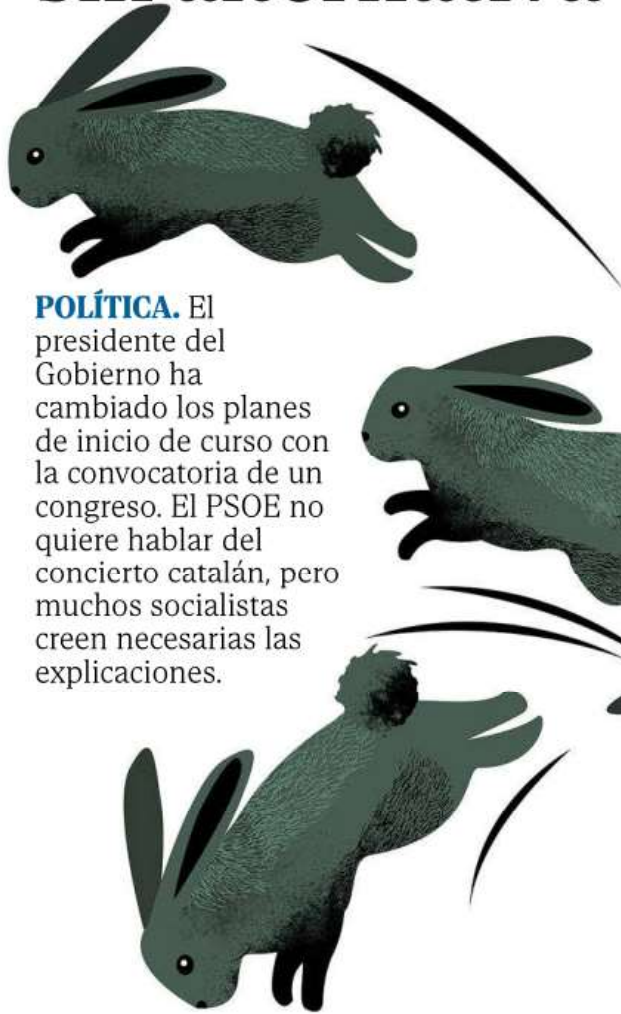 POLÍTICA. El
presidente del
Gobierno ha
cambiado los planes
de inicio de curso con
la convocatoria de un
congreso. El PSOE no
quiere hablar del
concierto catalán, pero
muchos socialistas
creen necesarias las
explicaciones.